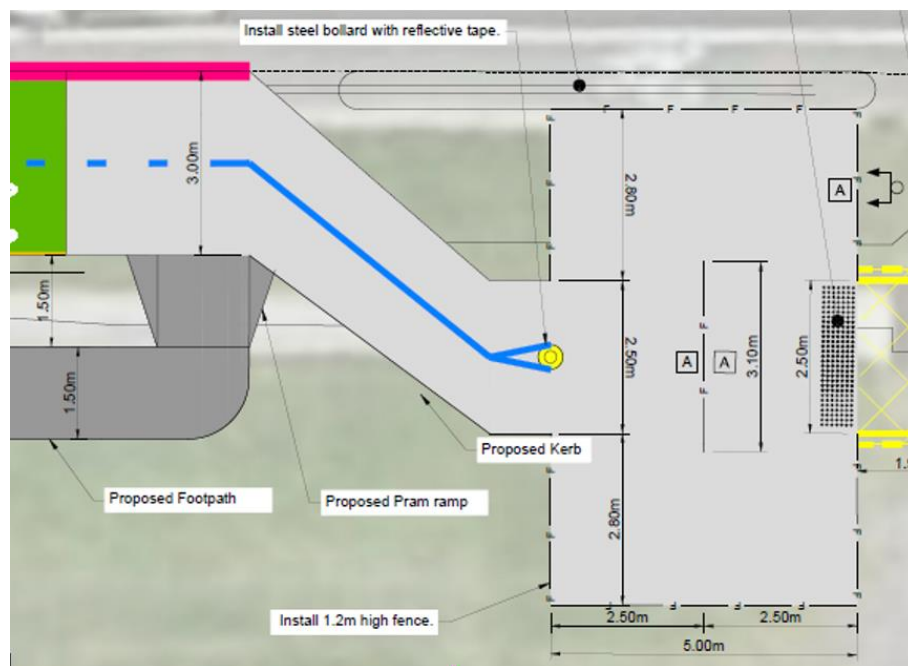 Install steel bollard with reflective tape.
F F F F
3.00m
2.80m
A
1.50m
F
1.50m
2.50m
A A
3.10m
2.50m
F
Proposed Kerb
Proposed Footpath
Proposed Pram ramp
2.80m
Install 1.2m high fence.
F F F
2.50m 2.50m
5.00m